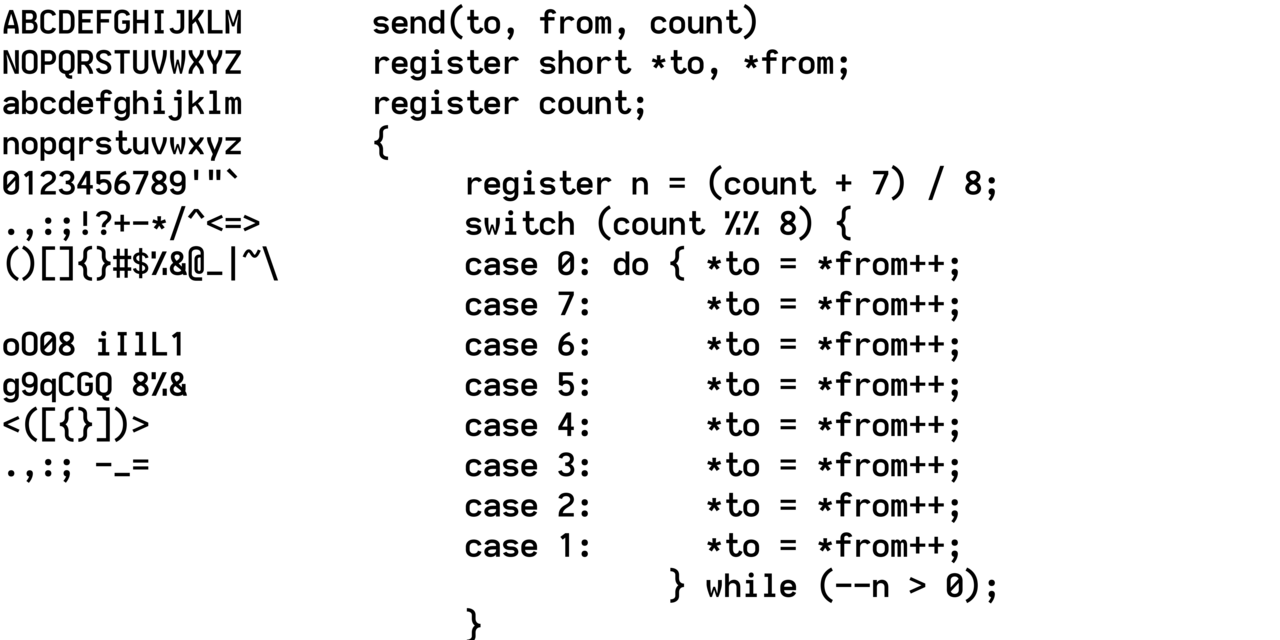 ABCDEFGHIJKLM
NOPQRSTUVWXYZ
abcdefghijklm
nopqrstuvwxyz
0123456789'"`
.,:;!?+-*/^<=>
()[]{}#$%&@_|~\
oO08 iIlL1
g9qCGQ 8%&
<([{}])>
.,:; -_=
send(to, from, count)
register short *to, *from;
register count;
{
     register n = (count + 7) / 8;
     switch (count %% 8) {
     case 0: do { *to = *from++;
     case 7:      *to = *from++;
     case 6:      *to = *from++;
     case 5:      *to = *from++;
     case 4:      *to = *from++;
     case 3:      *to = *from++;
     case 2:      *to = *from++;
     case 1:      *to = *from++;
                } while (--n > 0);
     }